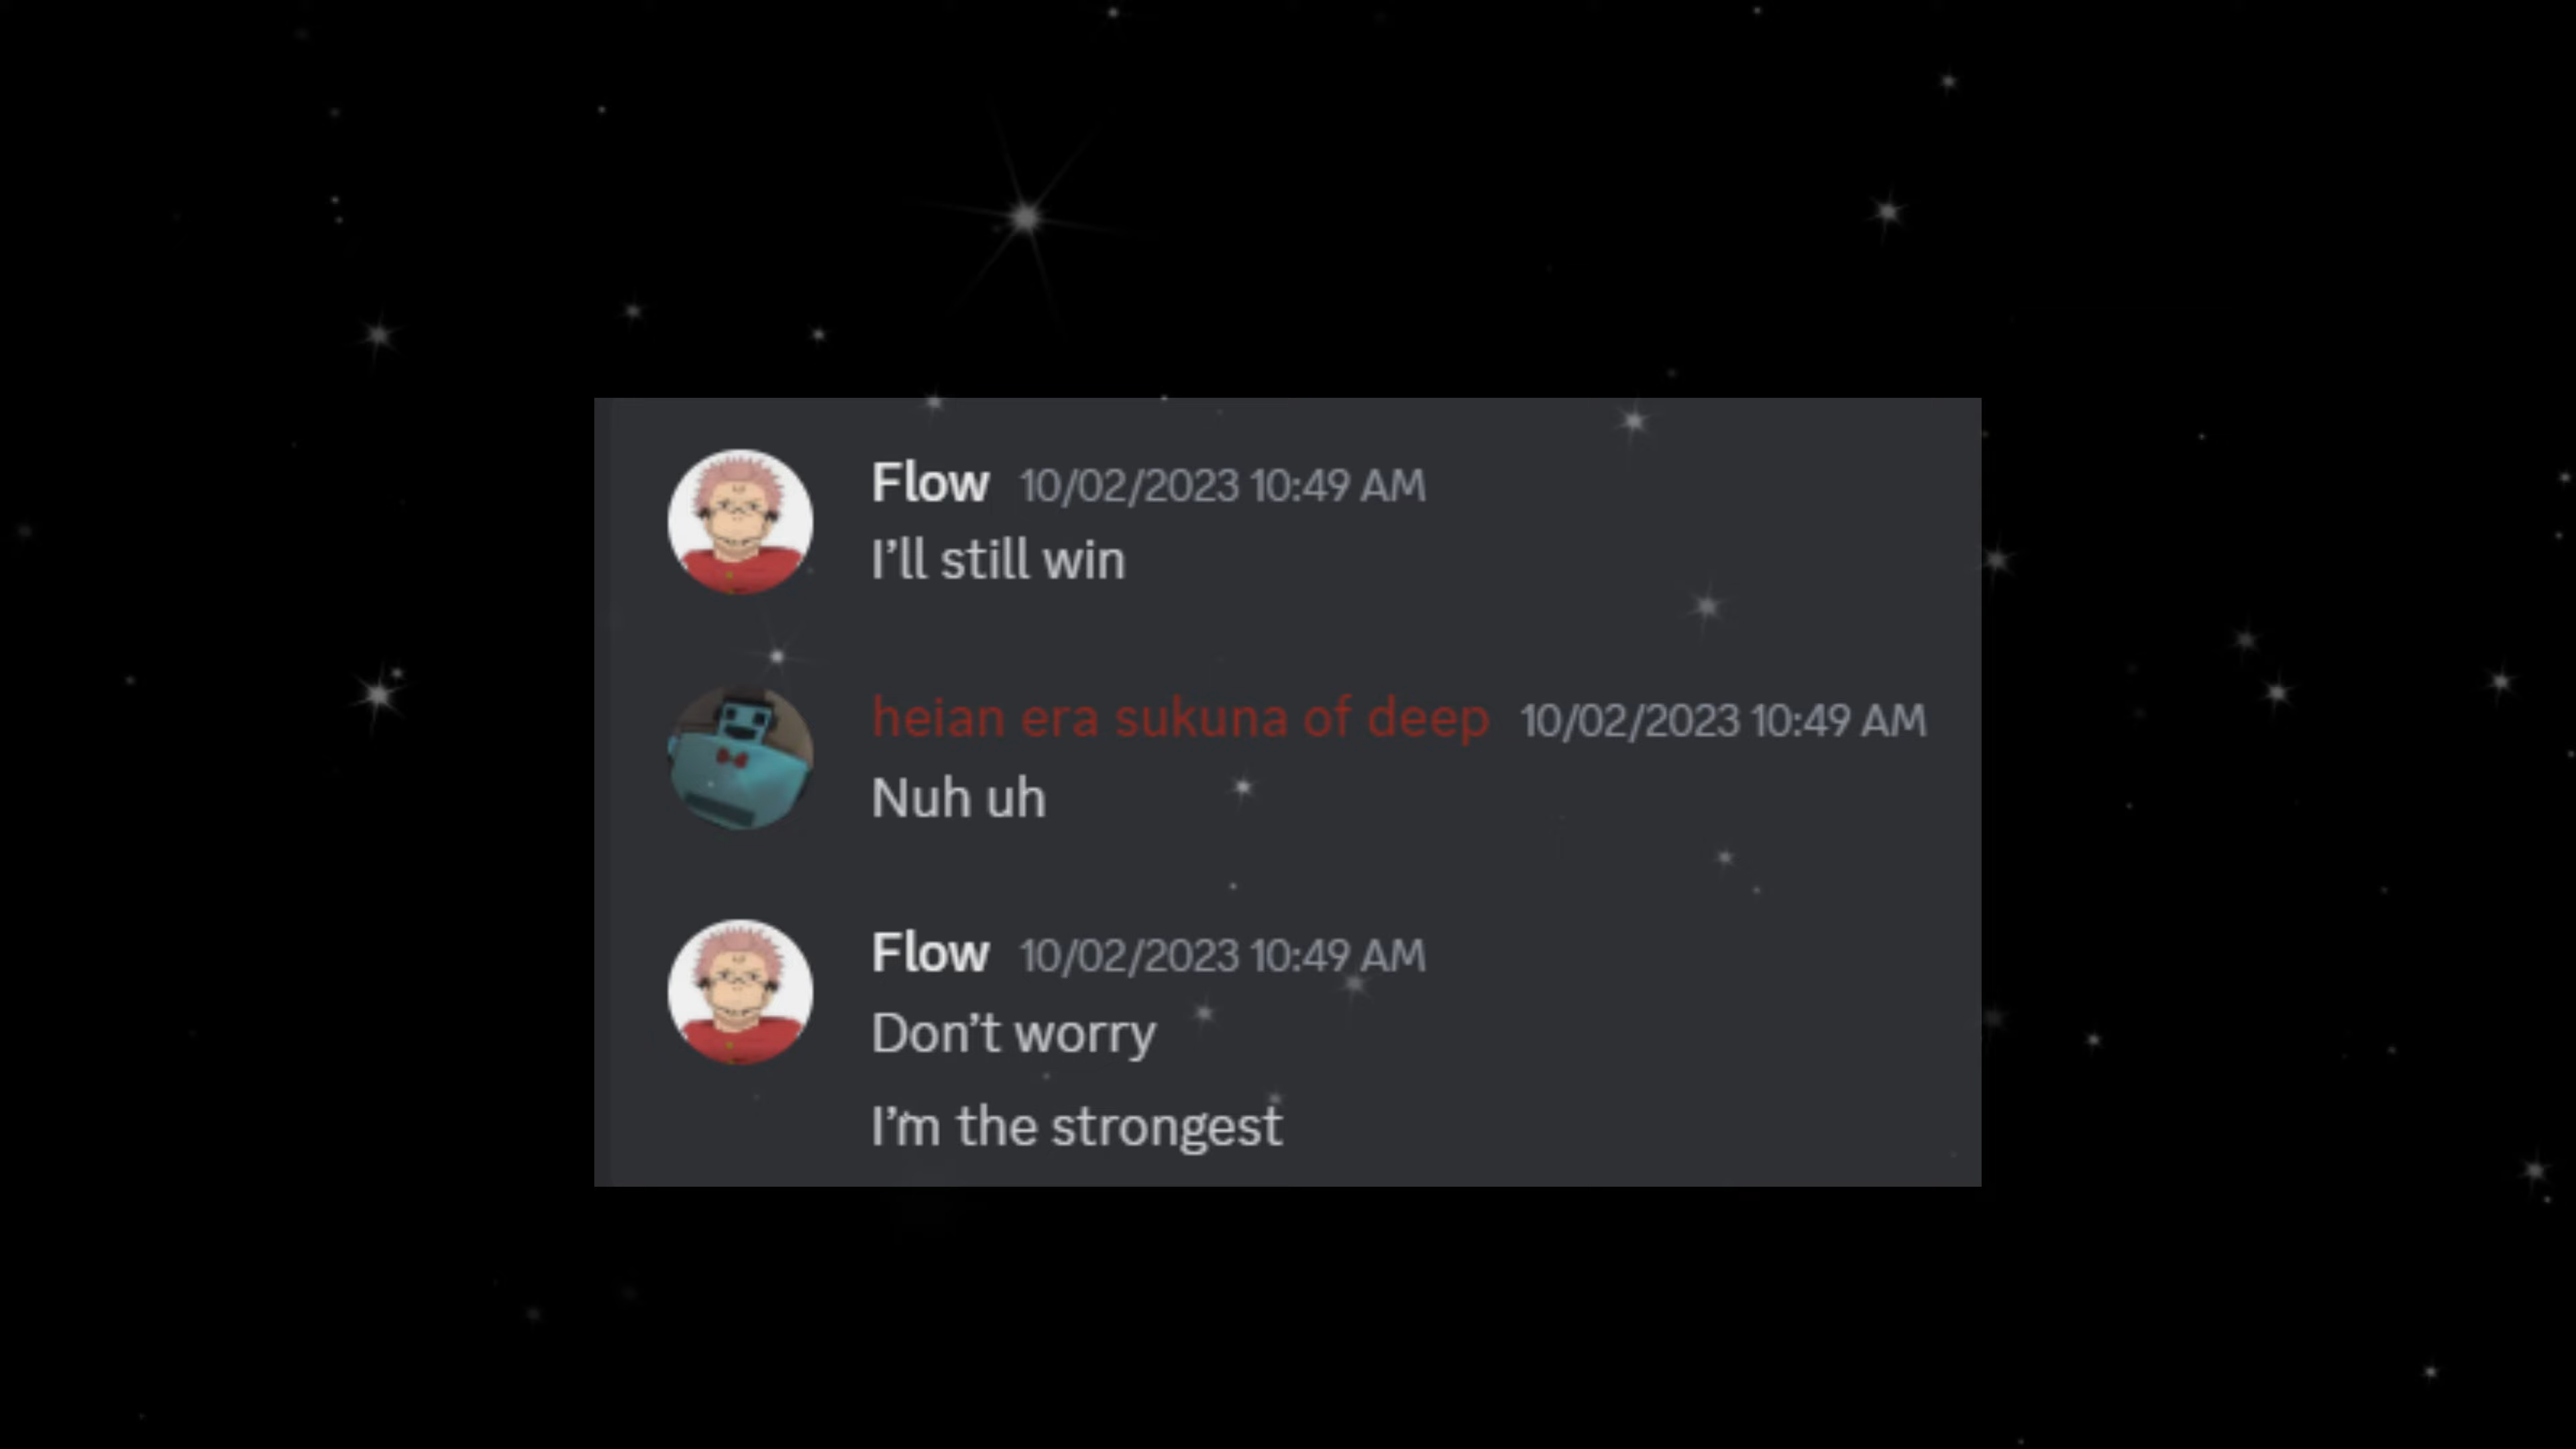 Flow 10/02/2023 10:49 AM
I’ll still win
heian era sukuna of deep 10/02/2023 10:49 AM
Nuh uh
Flow 10/02/2023 10:49 AM
Don’t worry
I’m the strongest